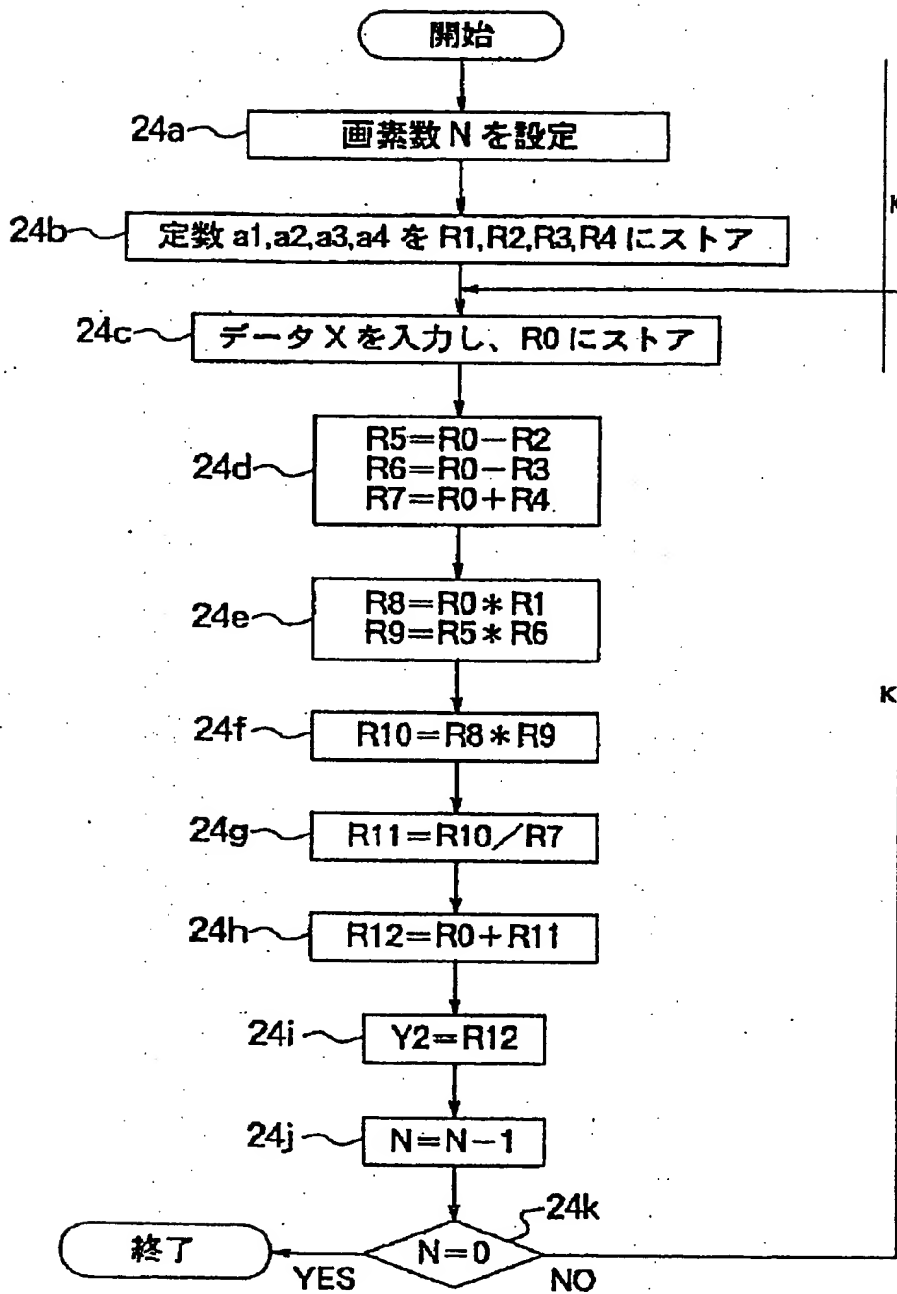 開始
24a
画素数 N を設定
24b
定数 a1,a2,a3,a4 を R1,R2,R3,R4 にストア
24c
データ X を入力し、R0 にストア
24d
R5=R0-R2
R6=R0-R3
R7=R0+R4
24e
R8=R0*R1
R9=R5*R6
24f
R10=R8*R9
24g
R11=R10/R7
24h
R12=R0+R11
24i
Y2=R12
24j
N=N-1
24k
N=0
終了
YES
NO